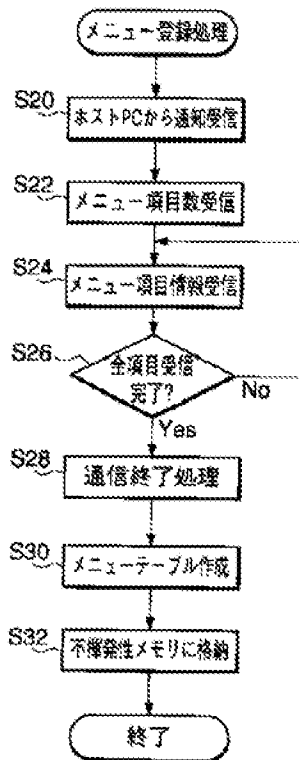 メニュー登録処理
S20
ホストPCから通知受信
S22
メニュー項目数受信
S24
メニュー項目情報受信
S26
全項目受信
完了?
No
Yes
S28
通信終了処理
S30
メニューテーブル作成
S32
不揮発性メモリに格納
終了